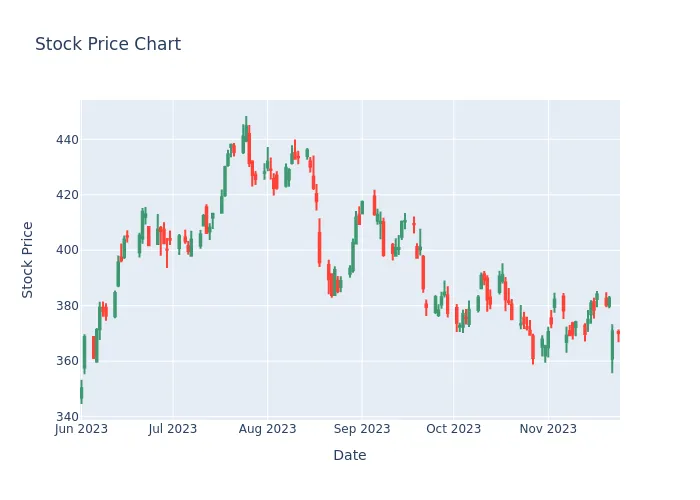 Stock Price Chart
440
420
400
380
360
340
Stock Price
Jun 2023
Jul 2023
Aug 2023
Sep 2023
Oct 2023
Nov 2023
Date